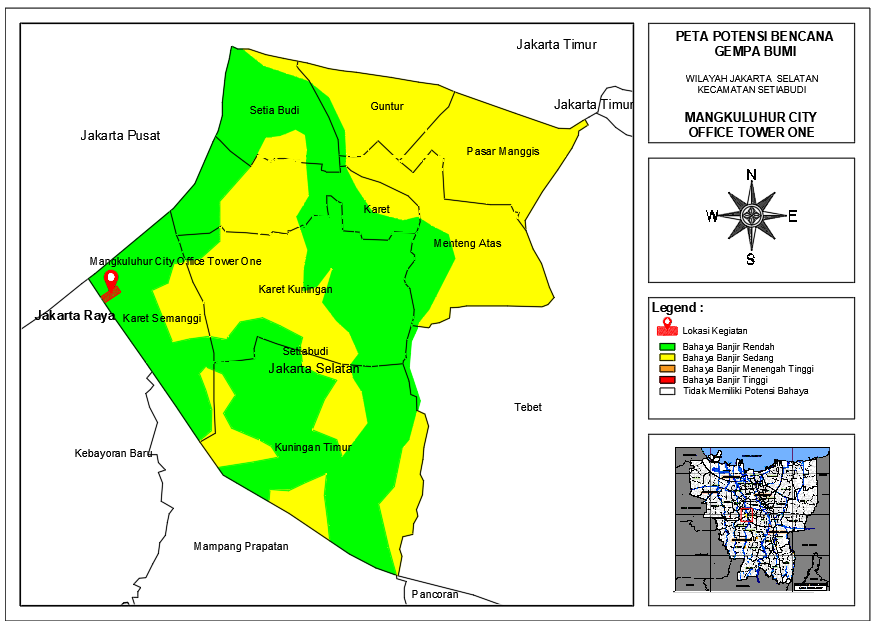 Jakarta Timur
Jakarta Timur
Jakarta Pusat
Setia Budi
Guntur
Pasar Manggis
Karet
Menteng Atas
Mangkuluhur City Office Tower One
Karet Kuningan
Jakarta Raya
Karet Semanggi
Setiabudi
Jakarta Selatan
Tebet
Kebayoran Baru
Kuningan Timur
Mampang Prapatan
Pancoran
PETA POTENSI BENCANA
GEMPA BUMI
WILAYAH JAKARTA SELATAN
KECAMATAN SETIABUDI
MANGKULUHUR CITY
OFFICE TOWER ONE
N
W
E
S
Legend :
Lokasi Kegiatan
Bahaya Banjir Rendah
Bahaya Banjir Sedang
Bahaya Banjir Menengah Tinggi
Bahaya Banjir Tinggi
Tidak Memiliki Potensi Bahaya